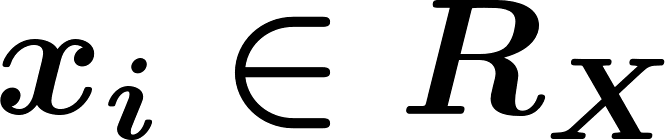 x_i ∈ R_X